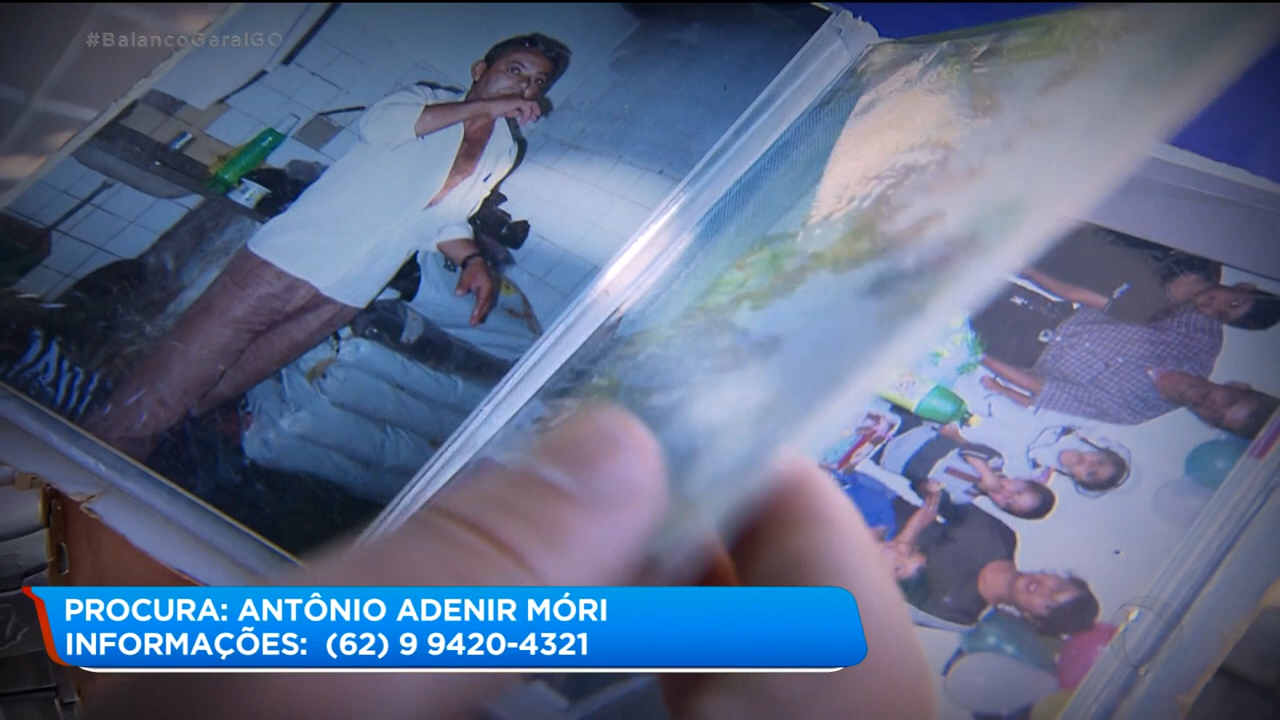 #BalancoGeralGO
PROCURA: ANTÔNIO ADENIR MÓRI
INFORMAÇÕES: (62) 9 9420-4321